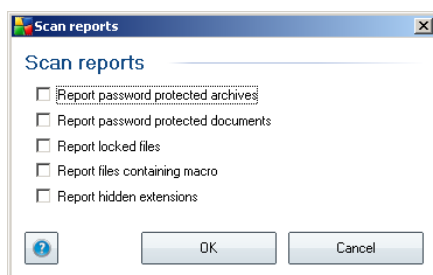 Scan reports
Scan reports
Report password protected archives
Report password protected documents
Report locked files
Report files containing macro
Report hidden extensions
?
OK
Cancel